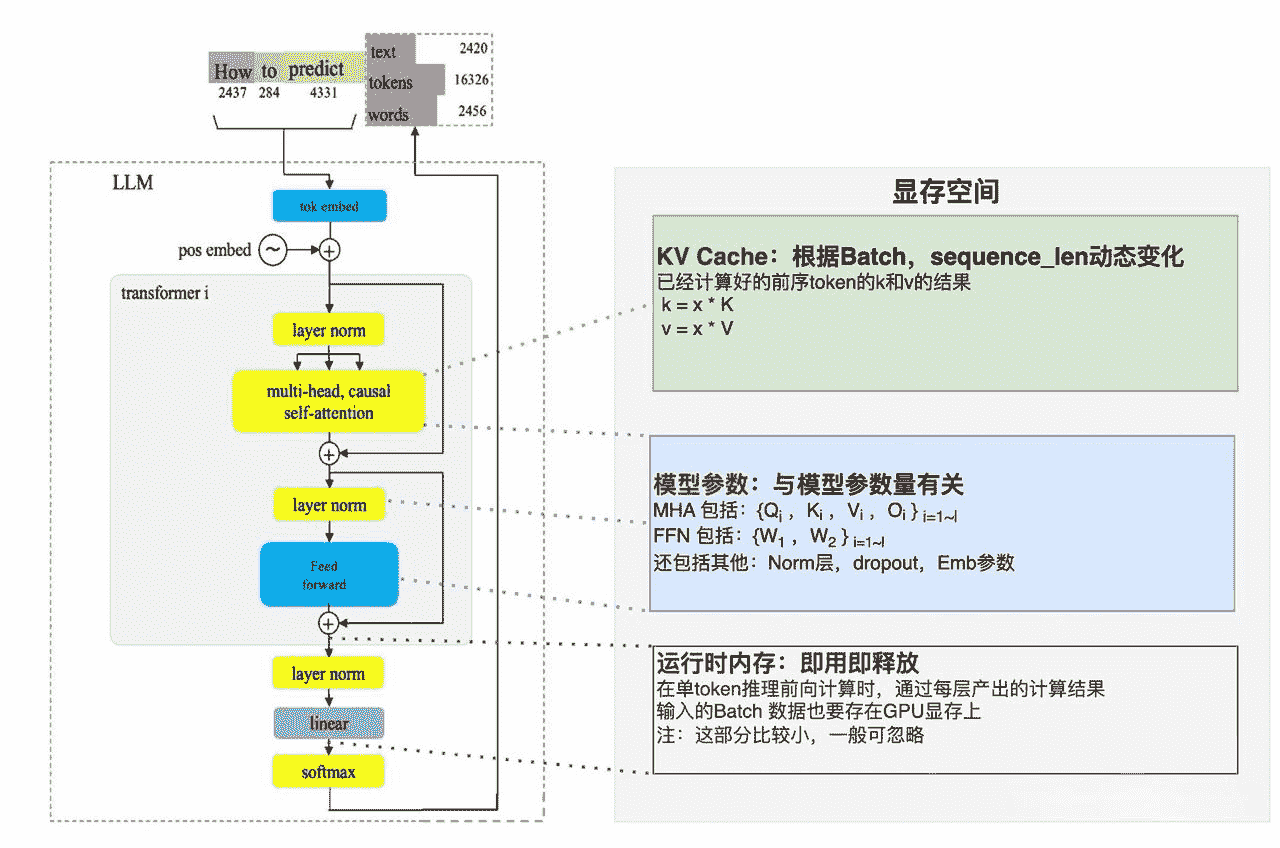 How to predict
2437 284 4331
text 2420
tokens 16326
words 2456
LLM
tok embed
pos embed
transformer i
layer norm
multi-head, causal
self-attention
layer norm
Feed
forward
layer norm
linear
softmax
显存空间
KV Cache：根据Batch，sequence_len动态变化
已经计算好的前序token的k和v的结果
k = x * K
v = x * V
模型参数：与模型参数量有关
MHA 包括：{Qi ，Ki ，Vi ，Oi } i=1~l
FFN 包括：{W1 ，W2 } i=1~l
还包括其他：Norm层，dropout，Emb参数
运行时内存：即用即释放
在单token推理前向计算时，通过每层产出的计算结果
输入的Batch 数据也要存在GPU显存上
注：这部分比较小，一般可忽略